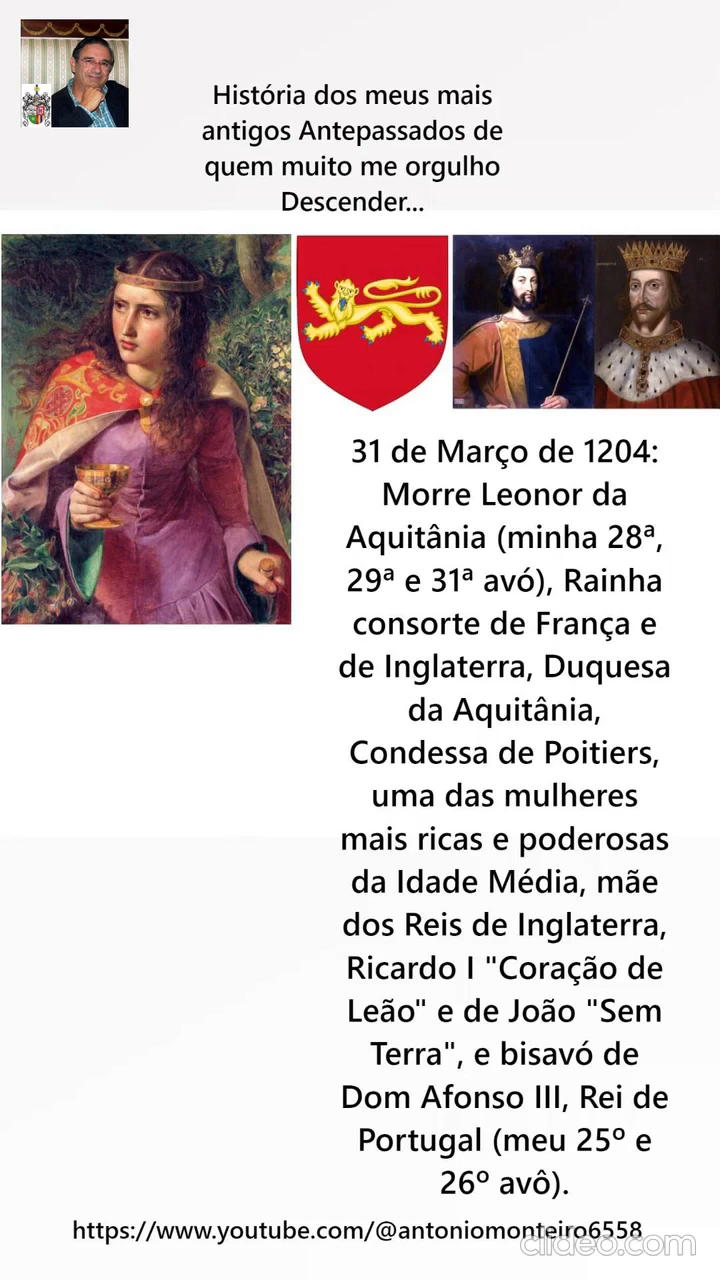 História dos meus mais
antigos Antepassados de
quem muito me orgulho
Descender...
31 de Março de 1204:
Morre Leonor da
Aquitânia (minha 28ª,
29ª e 31ª avó), Rainha
consorte de França e
de Inglaterra, Duquesa
da Aquitânia,
Condessa de Poitiers,
uma das mulheres
mais ricas e poderosas
da Idade Média, mãe
dos Reis de Inglaterra,
Ricardo I "Coração de
Leão" e de João "Sem
Terra", e bisavó de
Dom Afonso III, Rei de
Portugal (meu 25º e
26º avô).
https://www.youtube.com/@antoniomonteiro6558
clideo.com